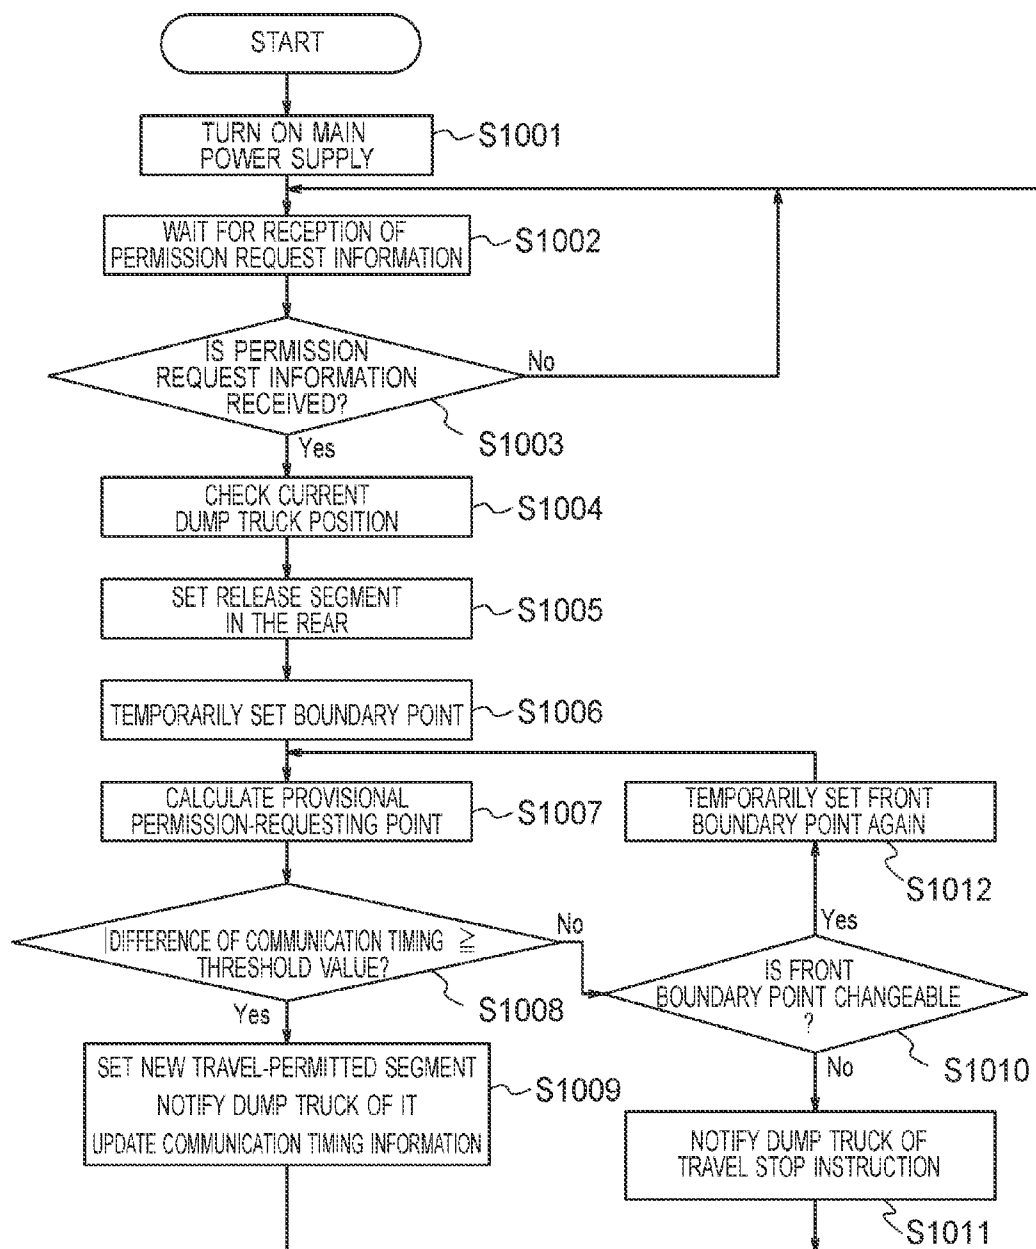 START
TURN ON MAIN
POWER SUPPLY
S1001
WAIT FOR RECEPTION OF
PERMISSION REQUEST INFORMATION
S1002
IS PERMISSION
REQUEST INFORMATION
RECEIVED?
No
S1003
Yes
CHECK CURRENT
DUMP TRUCK POSITION
S1004
SET RELEASE SEGMENT
IN THE REAR
S1005
TEMPORARILY SET BOUNDARY POINT
S1006
CALCULATE PROVISIONAL
PERMISSION-REQUESTING POINT
S1007
TEMPORARILY SET FRONT
BOUNDARY POINT AGAIN
S1012
DIFFERENCE OF COMMUNICATION TIMING ≧
THRESHOLD VALUE?
No
S1008
Yes
Yes
IS FRONT
BOUNDARY POINT CHANGEABLE
?
S1010
No
SET NEW TRAVEL-PERMITTED SEGMENT
NOTIFY DUMP TRUCK OF IT
UPDATE COMMUNICATION TIMING INFORMATION
S1009
NOTIFY DUMP TRUCK OF
TRAVEL STOP INSTRUCTION
S1011